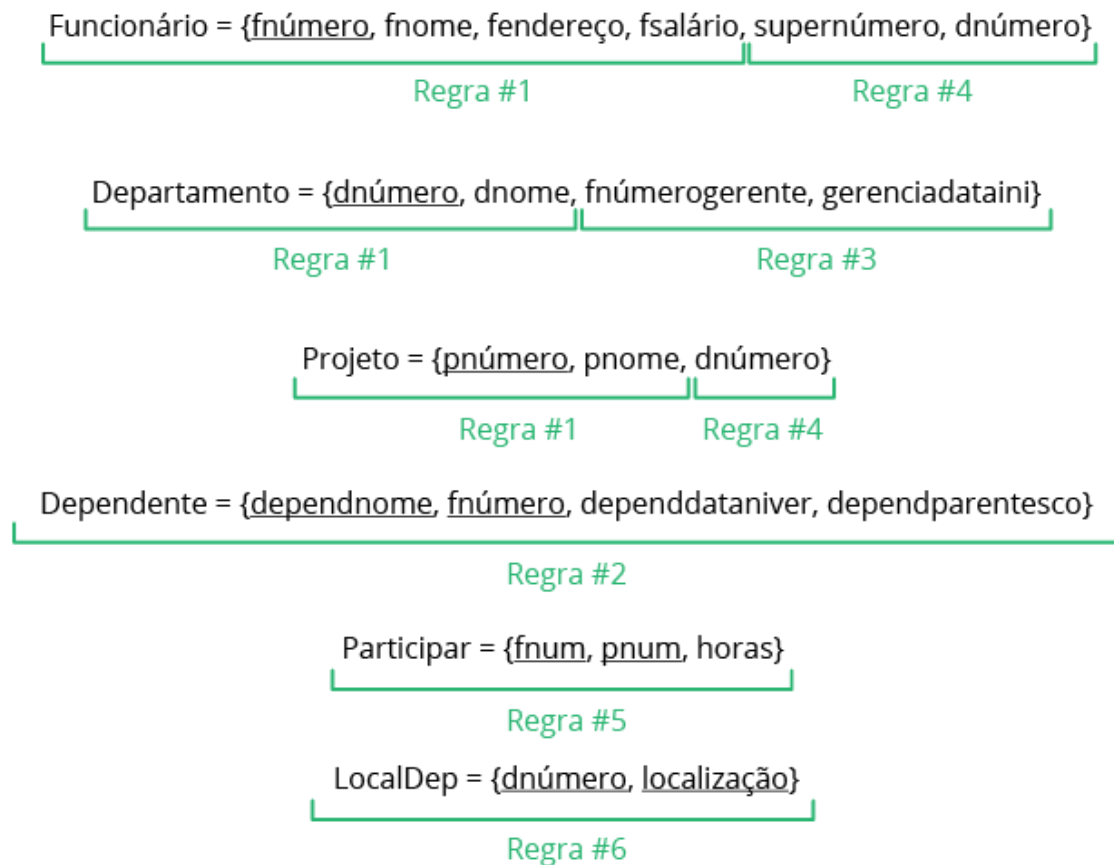 Funcionário = {fnúmero, fnome, fendereço, fsalário, supernúmero, dnúmero}
Regra #1 Regra #4
Departamento = {dnúmero, dnome, fnúmerogerente, gerenciadataini}
Regra #1 Regra #3
Projeto = {pnúmero, pnome, dnúmero}
Regra #1 Regra #4
Dependente = {dependnome, fnúmero, dependdataniver, dependparentesco}
Regra #2
Participar = {fnum, pnum, horas}
Regra #5
LocalDep = {dnúmero, localização}
Regra #6